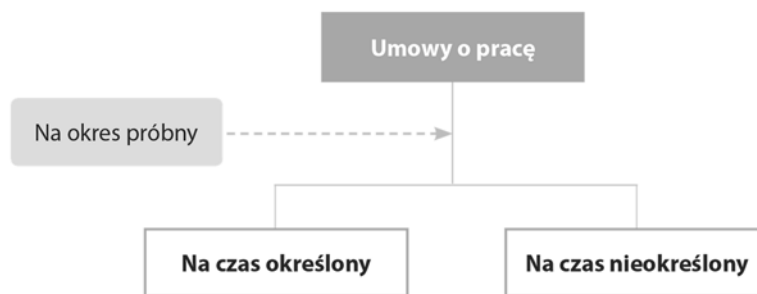 Umowy o pracę
Na okres próbny
Na czas określony
Na czas nieokreślony